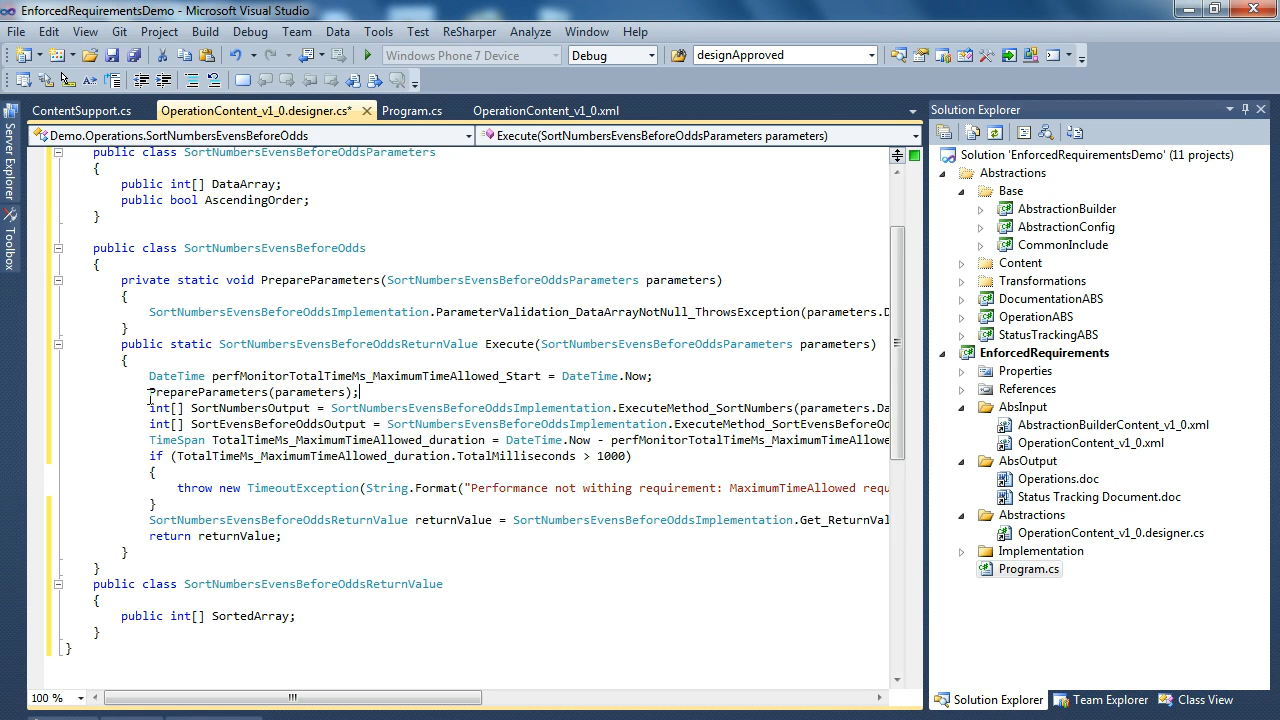 EnforcedRequirementsDemo - Microsoft Visual Studio
File Edit View Git Project Build Debug Team Data Tools Test ReSharper Analyze Window Help
Windows Phone 7 Device Debug designApproved
ContentSupport.cs OperationContent_v1_0.designer.cs* Program.cs OperationContent_v1_0.xml
Demo.Operations.SortNumbersEvensBeforeOdds Execute(SortNumbersEvensBeforeOddsParameters parameters)
Server Explorer
Toolbox
public class SortNumbersEvensBeforeOddsParameters
{
public int[] DataArray;
public bool AscendingOrder;
}
public class SortNumbersEvensBeforeOdds
{
private static void PrepareParameters(SortNumbersEvensBeforeOddsParameters parameters)
{
SortNumbersEvensBeforeOddsImplementation.ParameterValidation_DataArrayNotNull_ThrowsException(parameters.D
}
public static SortNumbersEvensBeforeOddsReturnValue Execute(SortNumbersEvensBeforeOddsParameters parameters)
{
DateTime perfMonitorTotalTimeMs_MaximumTimeAllowed_Start = DateTime.Now;
PrepareParameters(parameters);
int[] SortNumbersOutput = SortNumbersEvensBeforeOddsImplementation.ExecuteMethod_SortNumbers(parameters.Da
int[] SortEvensBeforeOddsOutput = SortNumbersEvensBeforeOddsImplementation.ExecuteMethod_SortEvensBeforeOd
TimeSpan TotalTimeMs_MaximumTimeAllowed_duration = DateTime.Now - perfMonitorTotalTimeMs_MaximumTimeAllowe
if (TotalTimeMs_MaximumTimeAllowed_duration.TotalMilliseconds > 1000)
{
throw new TimeoutException(String.Format("Performance not withing requirement: MaximumTimeAllowed requ
}
SortNumbersEvensBeforeOddsReturnValue returnValue = SortNumbersEvensBeforeOddsImplementation.Get_ReturnVal
return returnValue;
}
}
public class SortNumbersEvensBeforeOddsReturnValue
{
public int[] SortedArray;
}
}
100 %
Solution Explorer
Solution 'EnforcedRequirementsDemo' (11 projects)
Abstractions
Base
AbstractionBuilder
AbstractionConfig
CommonInclude
Content
Transformations
DocumentationABS
OperationABS
StatusTrackingABS
EnforcedRequirements
Properties
References
AbsInput
AbstractionBuilderContent_v1_0.xml
OperationContent_v1_0.xml
AbsOutput
Operations.doc
Status Tracking Document.doc
Abstractions
OperationContent_v1_0.designer.cs
Implementation
Program.cs
Solution Explorer Team Explorer Class View